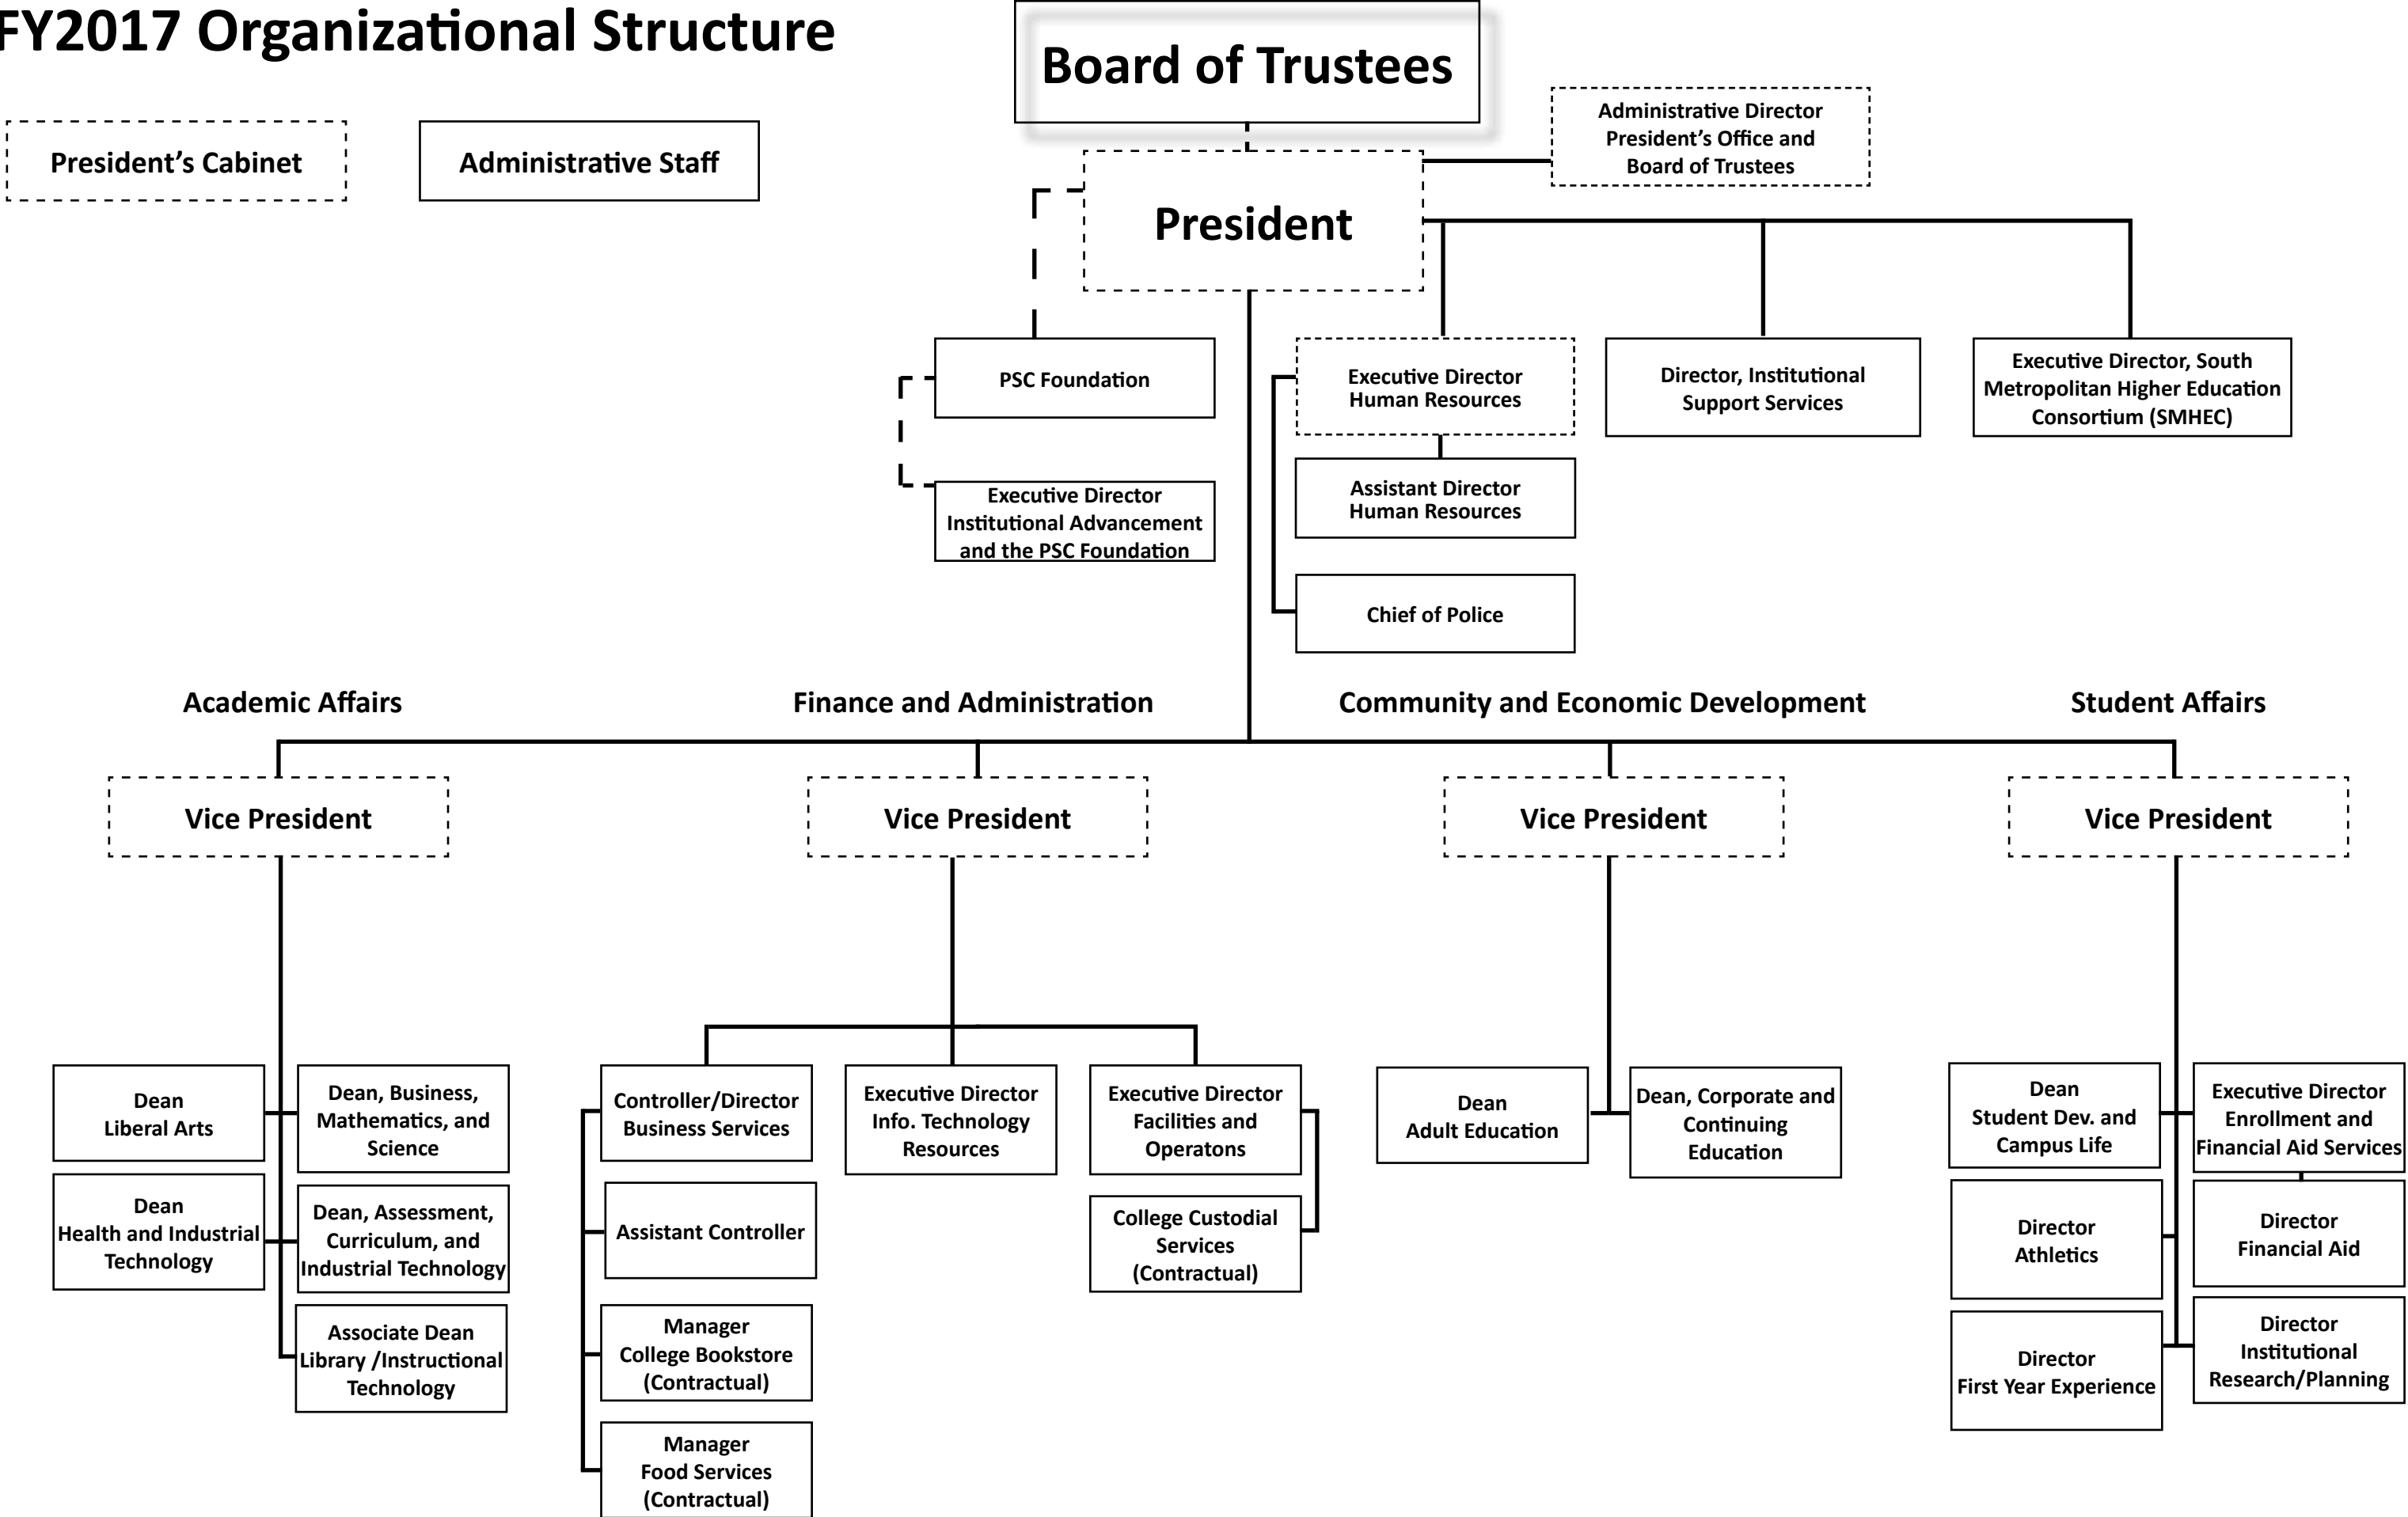 FY2017 Organizational Structure
Board of Trustees
President's Cabinet
Administrative Staff
Administrative Director
President's Office and
Board of Trustees
President
PSC Foundation
Executive Director
Human Resources
Director, Institutional
Support Services
Executive Director, South
Metropolitan Higher Education
Consortium (SMHEC)
Executive Director
Institutional Advancement
and the PSC Foundation
Assistant Director
Human Resources
Chief of Police
Academic Affairs
Finance and Administration
Community and Economic Development
Student Affairs
Vice President
Vice President
Vice President
Vice President
Dean
Liberal Arts
Dean, Business,
Mathematics, and
Science
Dean
Health and Industrial
Technology
Dean, Assessment,
Curriculum, and
Industrial Technology
Associate Dean
Library /Instructional
Technology
Controller/Director
Business Services
Executive Director
Info. Technology
Resources
Executive Director
Facilities and
Operatons
Assistant Controller
College Custodial
Services
(Contractual)
Manager
College Bookstore
(Contractual)
Manager
Food Services
(Contractual)
Dean
Adult Education
Dean, Corporate and
Continuing
Education
Dean
Student Dev. and
Campus Life
Executive Director
Enrollment and
Financial Aid Services
Director
Athletics
Director
Financial Aid
Director
First Year Experience
Director
Institutional
Research/Planning